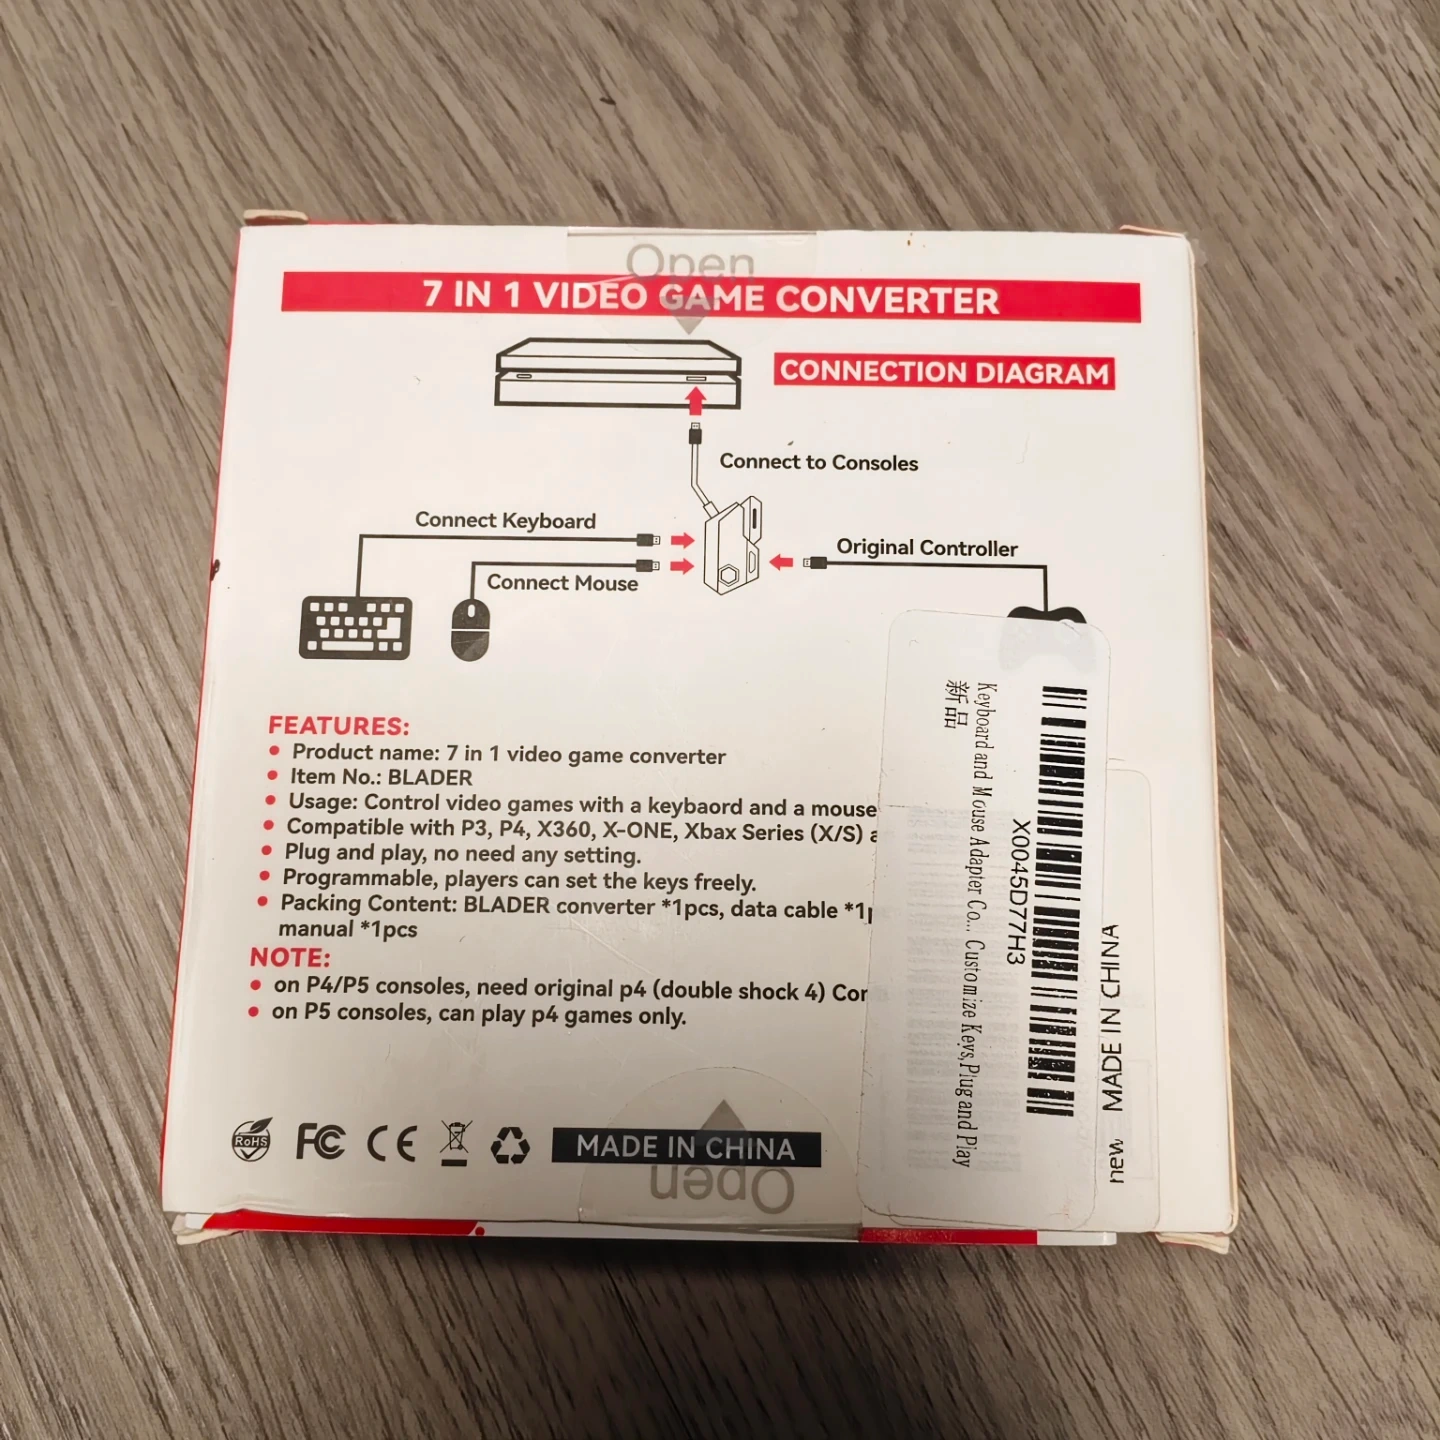 Open
7 IN 1 VIDEO GAME CONVERTER
CONNECTION DIAGRAM
Connect to Consoles
Connect Keyboard
Original Controller
Connect Mouse
FEATURES:
Product name: 7 in 1 video game converter
Item No.: BLADER
Usage: Control video games with a keybaord and a mouse
Compatible with P3, P4, X360, X-ONE, Xbax Series (X/S)
Plug and play, no need any setting.
Programmable, players can set the keys freely.
Packing Content: BLADER converter *1pcs, data cable
manual *1pcs
NOTE:
on P4/P5 consoles, need original p4 (double shock 4)
on P5 consoles, can play p4 games only.
RoHS
FC CE
MADE IN CHINA
Open
X0045D77H3
Keyboard and Mouse Adapter Co... Customize Keys,Plug and Play
新品
new MADE IN CHINA